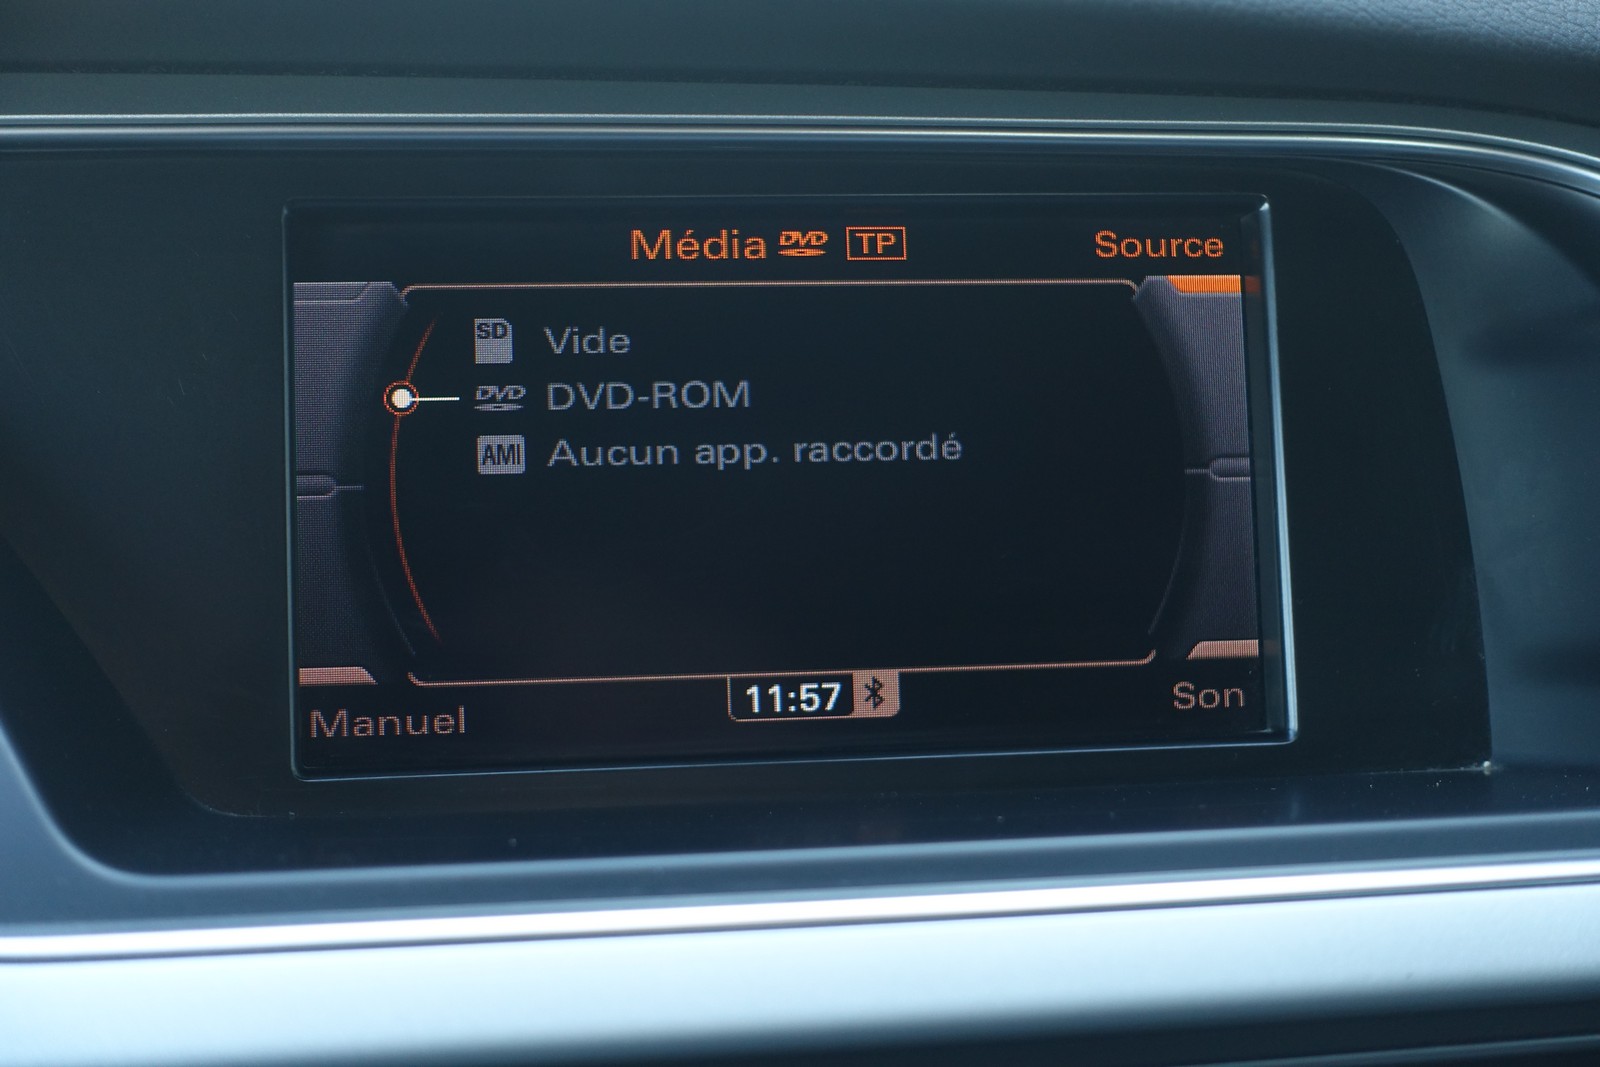 Média DVD TP Source
SD Vide
DVD DVD-ROM
AMI Aucun app. raccordé
Manuel 11:57 Son